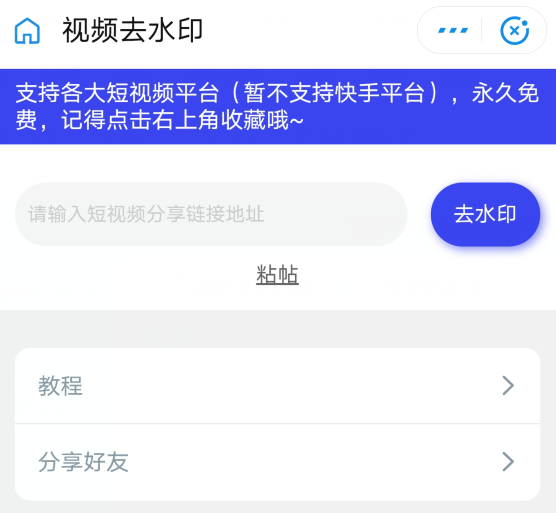 视频去水印
支持各大短视频平台（暂不支持快手平台），永久免
费，记得点击右上角收藏哦~
请输入短视频分享链接地址
去水印
粘帖
教程
分享好友